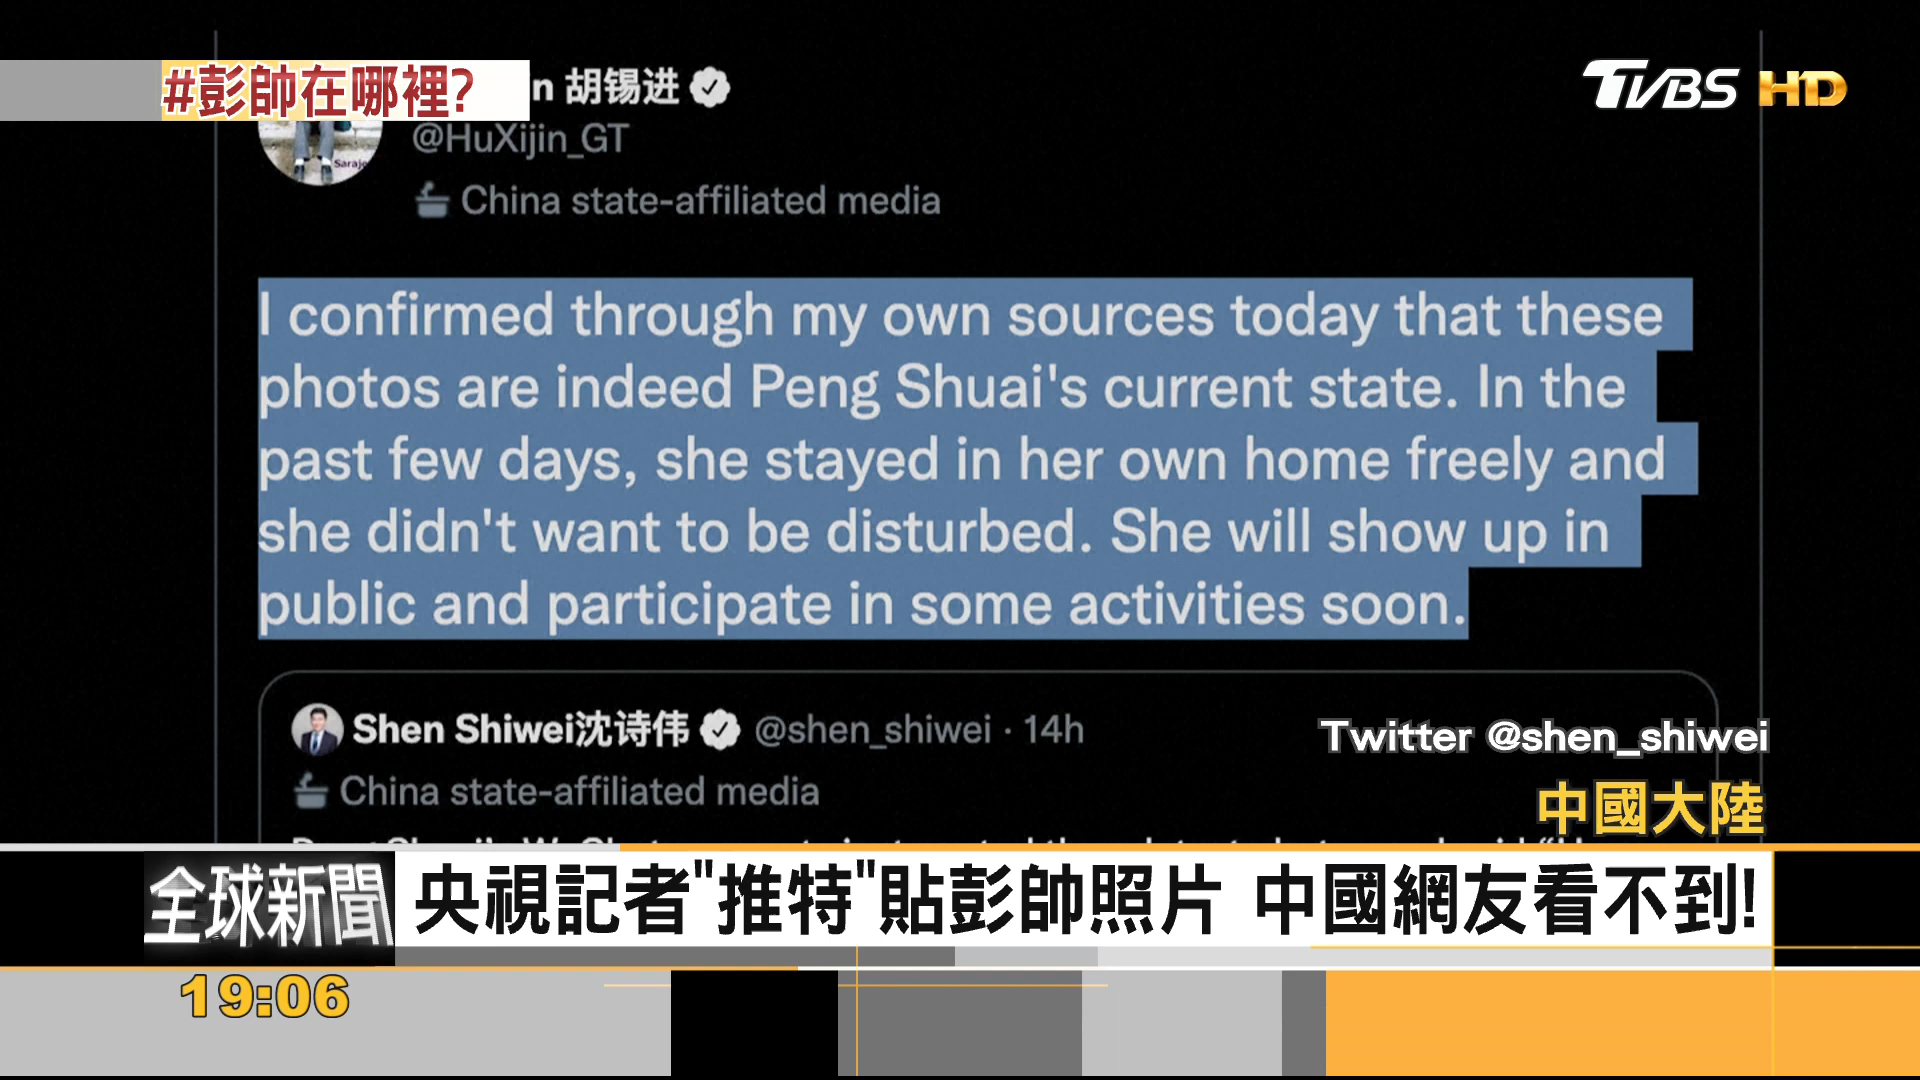 #彭帥在哪裡?
n 胡锡进
TVBS HD
@HuXijin_GT
Saraje
China state-affiliated media
I confirmed through my own sources today that these
photos are indeed Peng Shuai's current state. In the
past few days, she stayed in her own home freely and
she didn't want to be disturbed. She will show up in
public and participate in some activities soon.
Shen Shiwei沈诗伟 @shen_shiwei · 14h
Twitter @shen_shiwei
China state-affiliated media
中國大陸
全球新聞
央視記者"推特"貼彭帥照片 中國網友看不到!
19:06